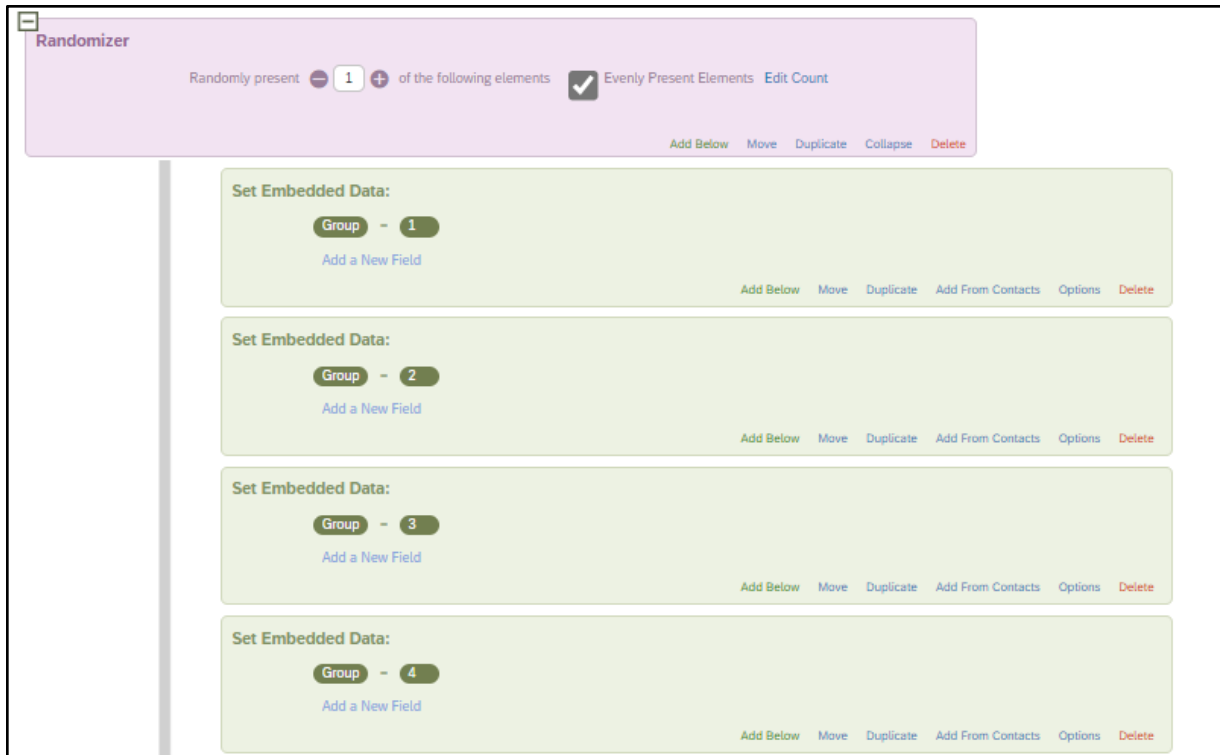 Randomizer
Randomly present 1 of the following elements Evenly Present Elements Edit Count
Add Below Move Duplicate Collapse Delete
Set Embedded Data:
Group - 1
Add a New Field
Add Below Move Duplicate Add From Contacts Options Delete
Set Embedded Data:
Group - 2
Add a New Field
Add Below Move Duplicate Add From Contacts Options Delete
Set Embedded Data:
Group - 3
Add a New Field
Add Below Move Duplicate Add From Contacts Options Delete
Set Embedded Data:
Group - 4
Add a New Field
Add Below Move Duplicate Add From Contacts Options Delete